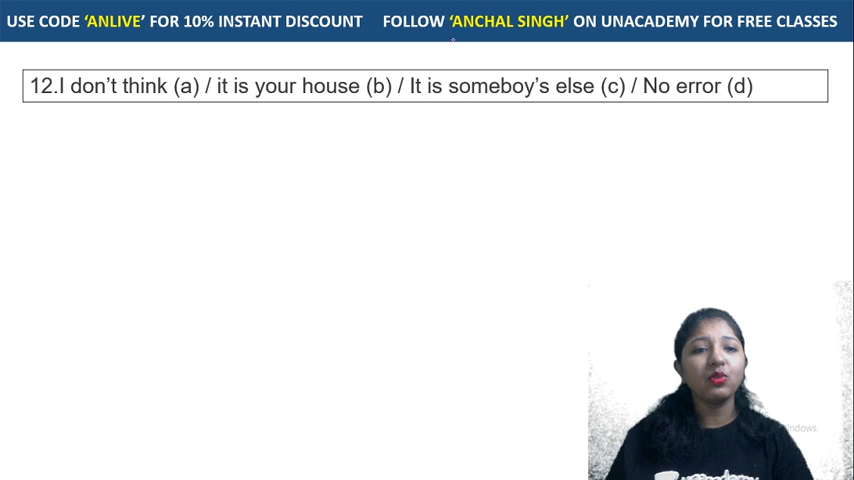 USE CODE ‘ANLIVE’ FOR 10% INSTANT DISCOUNT FOLLOW ‘ANCHAL SINGH’ ON UNACADEMY FOR FREE CLASSES
12.I don’t think (a) / it is your house (b) / It is someboy’s else (c) / No error (d)